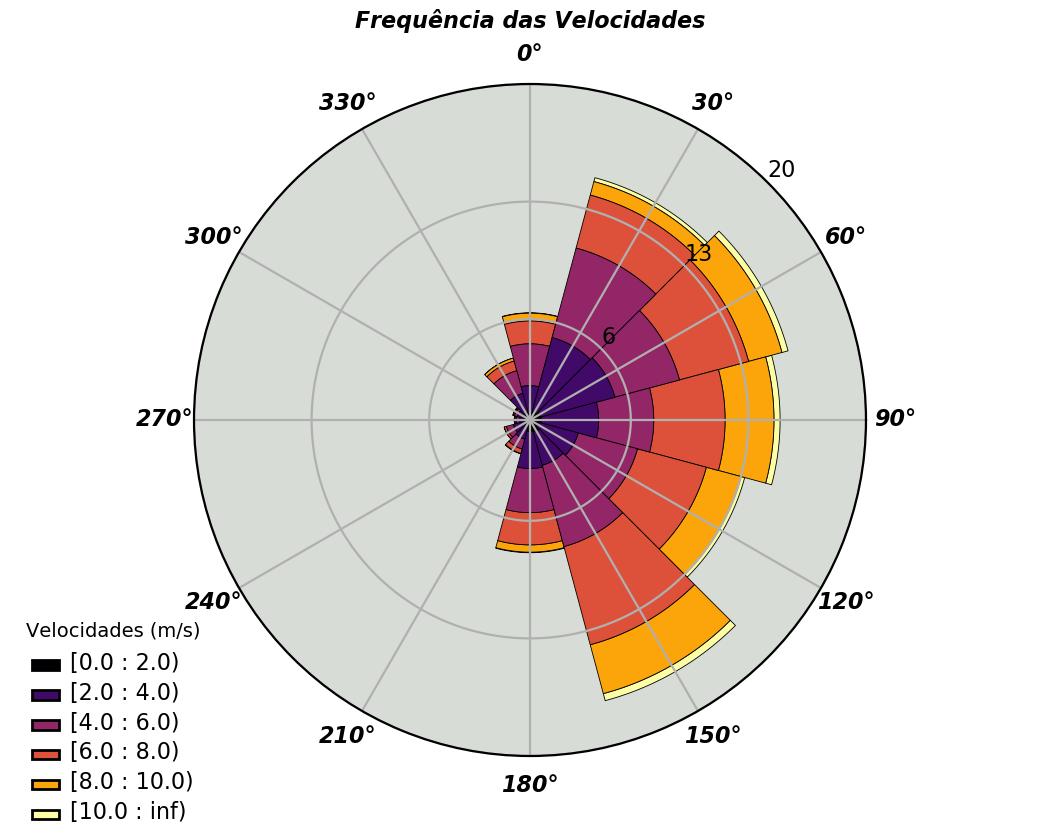 Frequência das Velocidades
0°
330°
30°
20
300°
60°
13
6
270°
90°
240°
120°
210°
150°
180°
Velocidades (m/s)
[0.0 : 2.0)
[2.0 : 4.0)
[4.0 : 6.0)
[6.0 : 8.0)
[8.0 : 10.0)
[10.0 : inf)